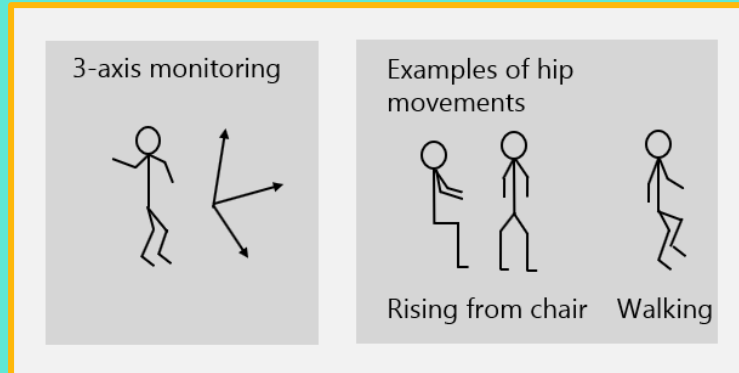 3-axis monitoring
Examples of hip
movements
Rising from chair
Walking